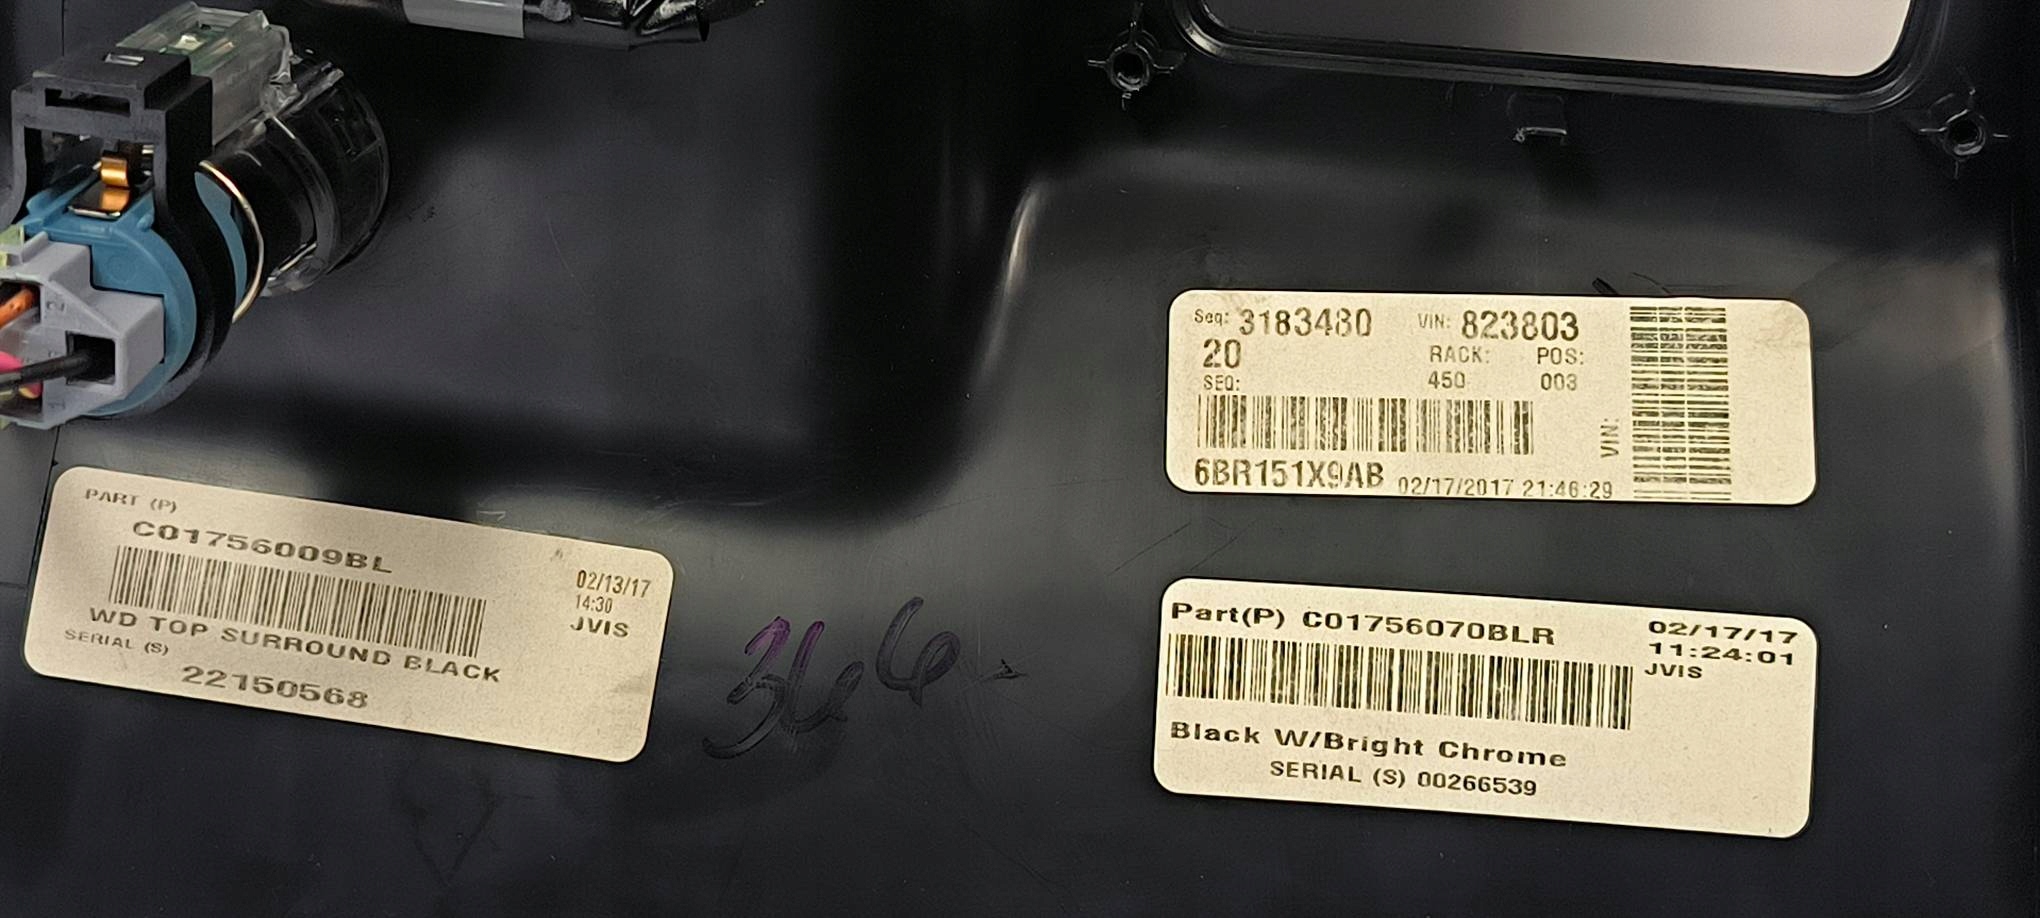 Seq: 3183480 VIN: 823803
20 RACK: POS:
SEQ: 450 003
VIN:
6BR151X9AB 02/17/2017 21:46:29
PART (P)
C01756009BL
02/13/17
14:30
JVIS
WD TOP SURROUND BLACK
SERIAL (S)
22150568
Part(P) C01756070BLR
02/17/17
11:24:01
JVIS
Black W/Bright Chrome
SERIAL (S) 00266539